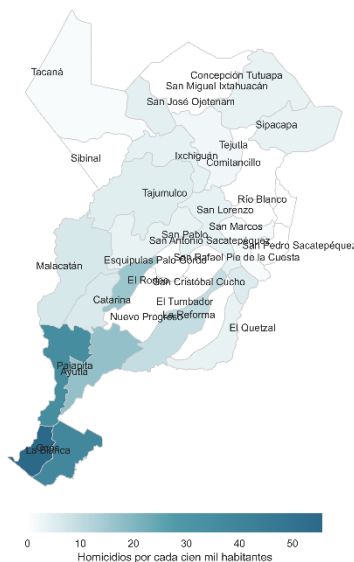 Concepción Tutuapa
Tacaná
San Miguel Ixtahuacán
San José Ojetenam
Sipacapa
Tejutla
Ixchiguán
Sibinal
Comitancillo
Tajumulco
Río Blanco
San Lorenzo
San Marcos
San Pablo
San Antonio Sacatepéquez
San Pedro Sacatepéquez
San Rafael Pie de la Cuesta
Esquipulas Palo Gordo
Malacatán
El Rodeo
San Cristóbal Cucho
Catarina
El Tumbador
Nuevo Progreso
La Reforma
El Quetzal
Pajapita
Ayutla
Ocós
La Blanca
0 10 20 30 40 50
Homicidios por cada cien mil habitantes